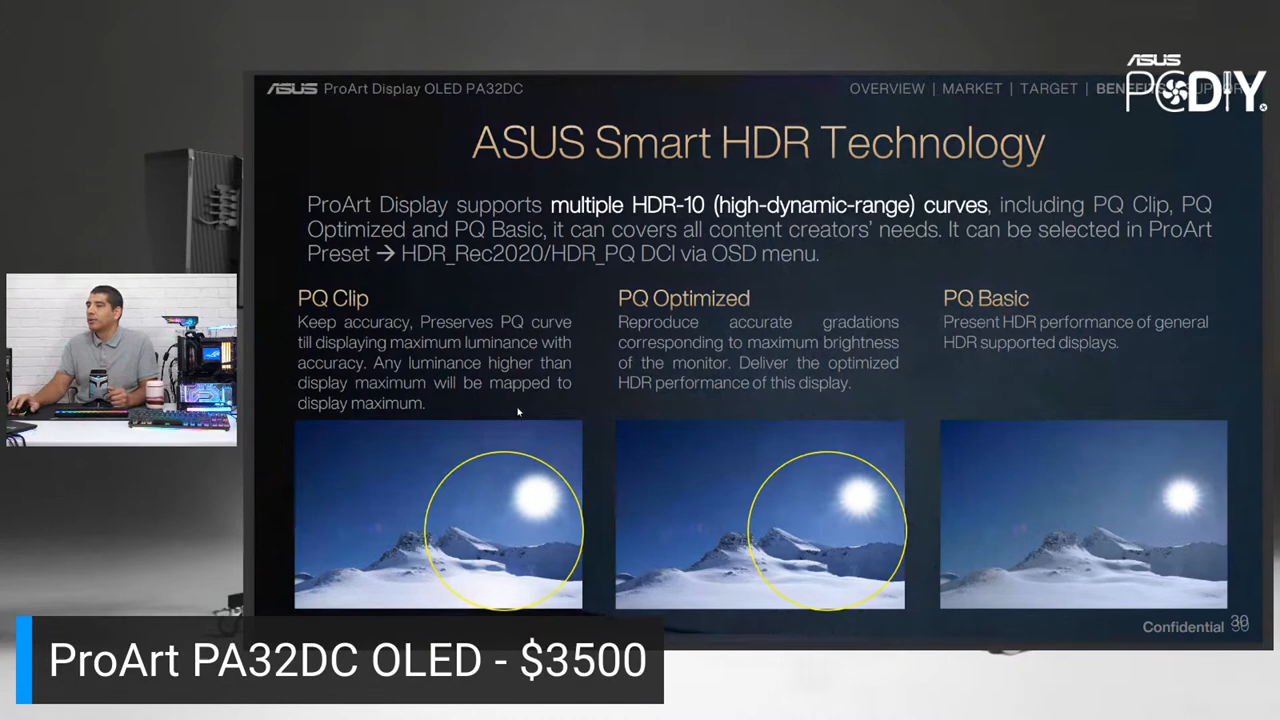 ASUS ProArt Display OLED PA32DC
OVERVIEW | MARKET | TARGET |
ASUS
PCDIY.
ASUS Smart HDR Technology
ProArt Display supports multiple HDR-10 (high-dynamic-range) curves, including PQ Clip, PQ
Optimized and PQ Basic, it can covers all content creators' needs. It can be selected in ProArt
Preset → HDR_Rec2020/HDR_PQ DCI via OSD menu.
PQ Clip
Keep accuracy, Preserves PQ curve
till displaying maximum luminance with
accuracy. Any luminance higher than
display maximum will be mapped to
display maximum.
PQ Optimized
Reproduce accurate gradations
corresponding to maximum brightness
of the monitor. Deliver the optimized
HDR performance of this display.
PQ Basic
Present HDR performance of general
HDR supported displays.
Confidential 30
ProArt PA32DC OLED - $3500